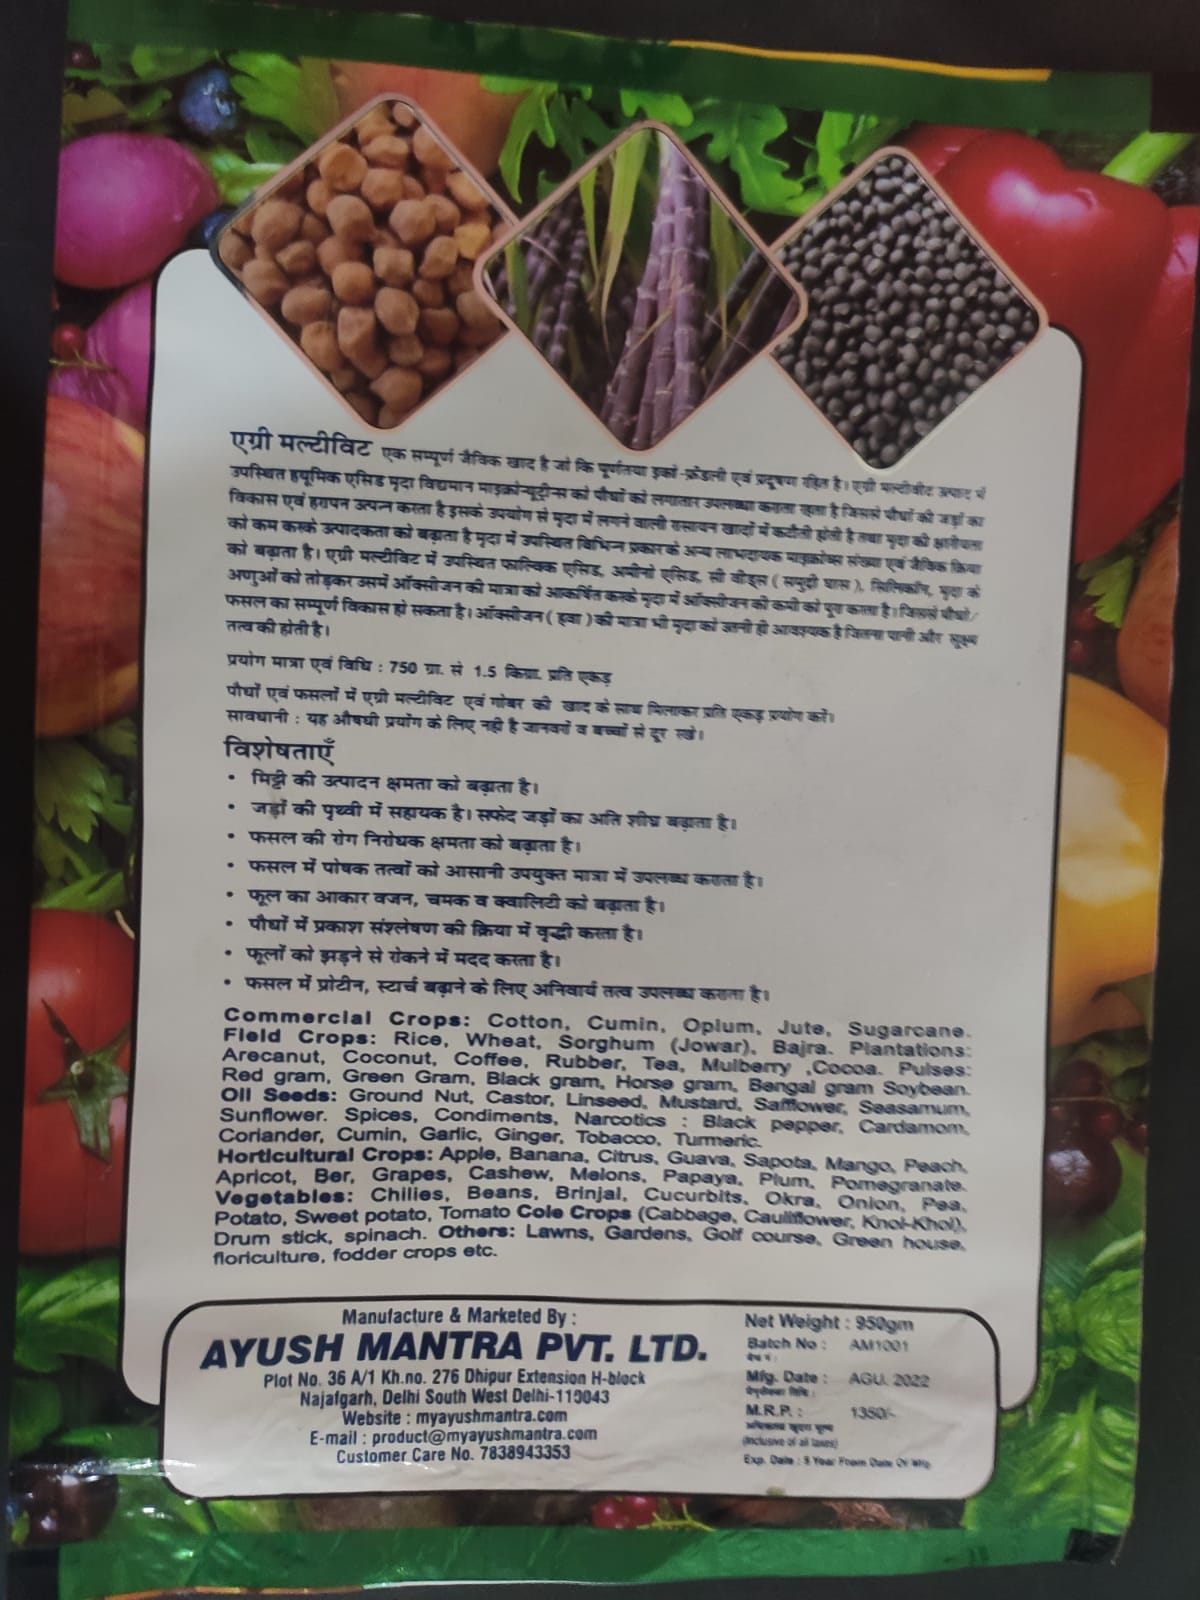 एग्री मल्टीविट एक सम्पूर्ण जैविक खाद है जो कि पूर्णतया इको-फ्रेंडली एवं प्रदूषण रहित है। एग्री मल्टीवीट उत्पाद में
उपस्थित ह्यूमिक एसिड मृदा विद्यमान माइक्रोन्यूट्रीन्स को पौधों को लगातार उपलब्धा कराता रहता है जिससे पौधों की जड़ों का
विकास एवं हरापन उत्पन्न करता है इसके उपयोग से मृदा में लगने वाली रासायन खादों में कटौती होती है तथा मृदा की क्षारीयता
को कम करके उत्पादकता को बढ़ाता है मृदा में उपस्थित विभिन्न प्रकार के अन्य लाभदायक माइक्रोब्स संख्या एवं जैविक क्रिया
को बढ़ाता है। एग्री मल्टीविट में उपस्थित फाल्विक एसिड, अमीनो एसिड, सी वीड्स ( समुद्री घास ), सिलिकॉन, मृदा के
अणुओं को तोड़कर उसमें ऑक्सीजन की मात्रा को आकर्षित करके मृदा में ऑक्सीजन की कमी को पूरा करता है। जिससे पौधों/
फसल का सम्पूर्ण विकास हो सकता है। ऑक्सीजन ( हवा ) की मात्रा भी मृदा को उतनी ही आवश्यक है जितना पानी और सूक्ष्म
तत्व की होती है।
प्रयोग मात्रा एवं विधि : 750 ग्रा. से 1.5 किग्रा. प्रति एकड़
पौधों एवं फसलों में एग्री मल्टीविट एवं गोबर की खाद के साथ मिलाकर प्रति एकड़ प्रयोग करें।
सावधानी : यह औषधी प्रयोंग के लिए नही है जानवरों व बच्चों से दूर रखे।
विशेषताएँ
• मिट्टी की उत्पादन क्षमता को बढ़ाता है।
• जड़ों की पृथ्वी में सहायक है। सफेद जड़ों का अति शीघ्र बढ़ाता है।
• फसल की रोग निरोधक क्षमता को बढ़ाता है।
• फसल में पोषक तत्वों को आसानी उपयुक्त मात्रा में उपलब्ध कराता है।
• फूल का आकार वजन, चमक व क्वालिटी को बढ़ाता है।
• पौधों में प्रकाश संश्लेषण की क्रिया में वृद्धी करता है।
• फूलों को झड़ने से रोकने में मदद करता है।
• फसल में प्रोटीन, स्टार्च बढ़ाने के लिए अनिवार्य तत्व उपलब्ध कराता है।
Commercial Crops: Cotton, Cumin, Opium, Jute, Sugarcane.
Field Crops: Rice, Wheat, Sorghum (Jowar), Bajra. Plantations:
Arecanut, Coconut, Coffee, Rubber, Tea, Mulberry ,Cocoa. Pulses:
Red gram, Green Gram, Black gram, Horse gram, Bengal gram Soybean.
Oil Seeds: Ground Nut, Castor, Linseed, Mustard, Safflower, Seasamum,
Sunflower. Spices, Condiments, Narcotics : Black pepper, Cardamom,
Coriander, Cumin, Garlic, Ginger, Tobacco, Turmeric.
Horticultural Crops: Apple, Banana, Citrus, Guava, Sapota, Mango, Peach,
Apricot, Ber, Grapes, Cashew, Melons, Papaya, Plum, Pomegranate.
Vegetables: Chilies, Beans, Brinjal, Cucurbits, Okra, Onion, Pea,
Potato, Sweet potato, Tomato Cole Crops (Cabbage, Cauliflower, Knol-Khol),
Drum stick, spinach. Others: Lawns, Gardens, Golf course, Green house,
floriculture, fodder crops etc.
Manufacture & Marketed By :
AYUSH MANTRA PVT. LTD.
Plot No. 36 A/1 Kh.no. 276 Dhipur Extension H-block
Najafgarh, Delhi South West Delhi-110043
Website : myayushmantra.com
E-mail : product@myayushmantra.com
Customer Care No. 7838943353
Net Weight : 950gm
Batch No : AM1001
बैच नं :
Mfg. Date : AGU. 2022
M.R.P. : 1350/-
अधिकतम खुदरा मूल्य
(Inclusive of all taxes)
Exp. Date : 5 Year From Date Of Mfg.